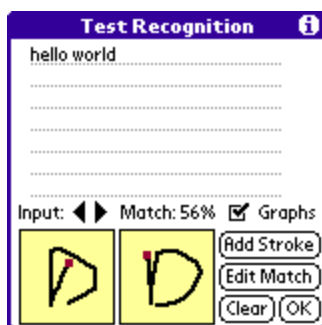 Test Recognition i
hello world
Input: Match: 56% Graphs
Add Stroke
Edit Match
Clear OK